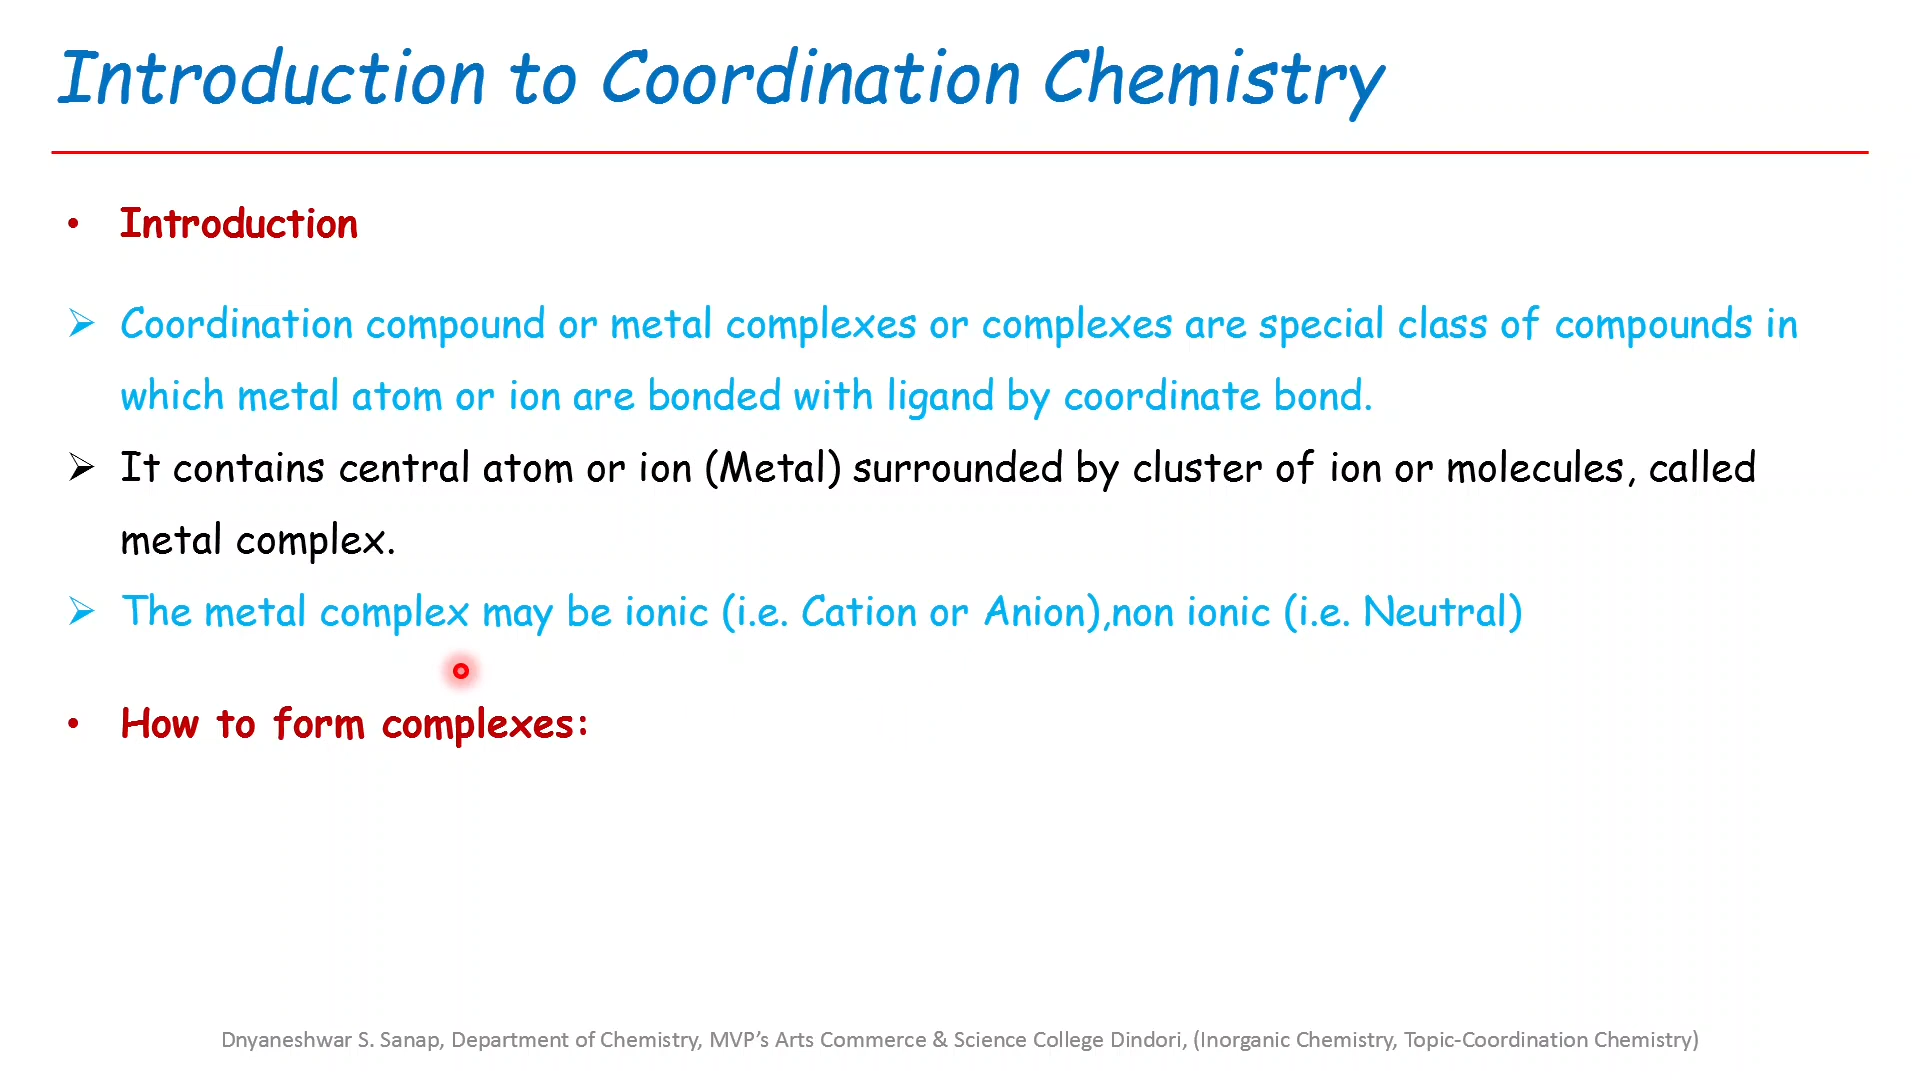 Introduction to Coordination Chemistry
• Introduction
➢ Coordination compound or metal complexes or complexes are special class of compounds in
which metal atom or ion are bonded with ligand by coordinate bond.
➢ It contains central atom or ion (Metal) surrounded by cluster of ion or molecules, called
metal complex.
➢ The metal complex may be ionic (i.e. Cation or Anion),non ionic (i.e. Neutral)
• How to form complexes:
Dnyaneshwar S. Sanap, Department of Chemistry, MVP’s Arts Commerce & Science College Dindori, (Inorganic Chemistry, Topic-Coordination Chemistry)